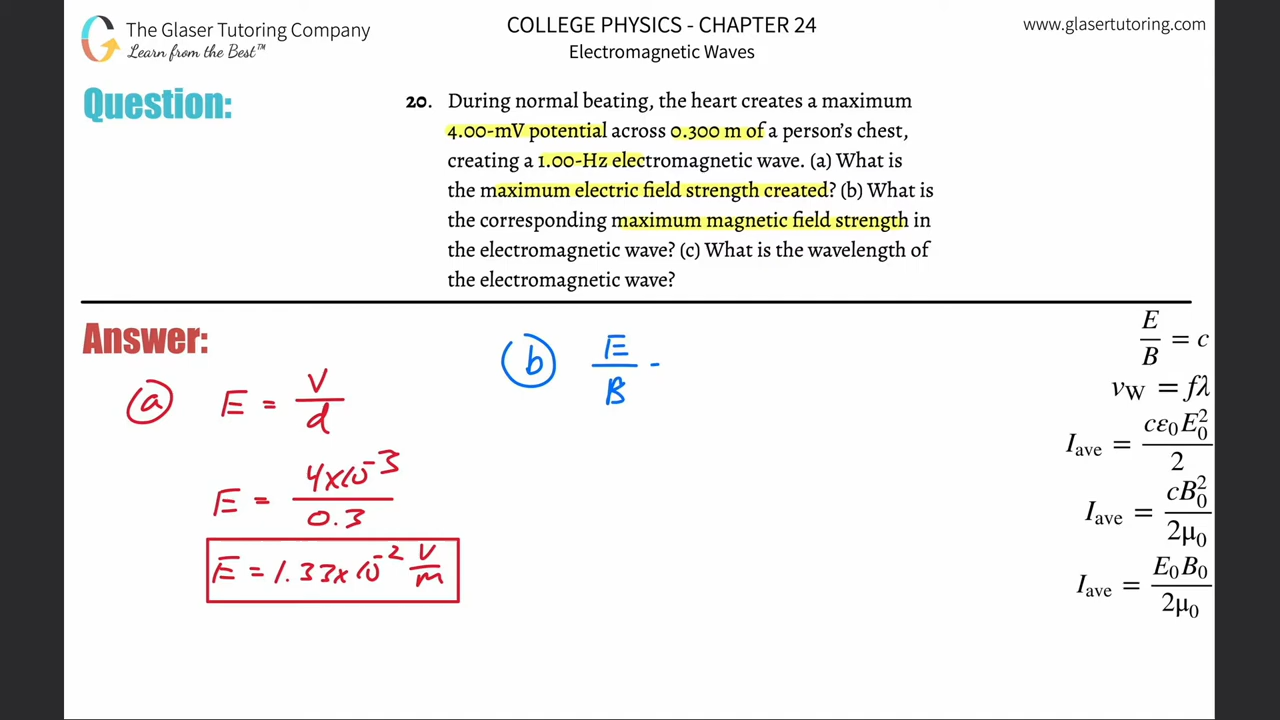 The Glaser Tutoring Company
Learn from the Best™
COLLEGE PHYSICS - CHAPTER 24
Electromagnetic Waves
www.glasertutoring.com
Question:
20. During normal beating, the heart creates a maximum
4.00-mV potential across 0.300 m of a person's chest,
creating a 1.00-Hz electromagnetic wave. (a) What is
the maximum electric field strength created? (b) What is
the corresponding maximum magnetic field strength in
the electromagnetic wave? (c) What is the wavelength of
the electromagnetic wave?
Answer:
(a) E = V/d
E = 4x10⁻³/0.3
E = 1.33x10⁻² V/m
(b) E/B -
E/B = c
v_W = fλ
I_ave = cε₀E₀²/2
I_ave = cB₀²/2μ₀
I_ave = E₀B₀/2μ₀